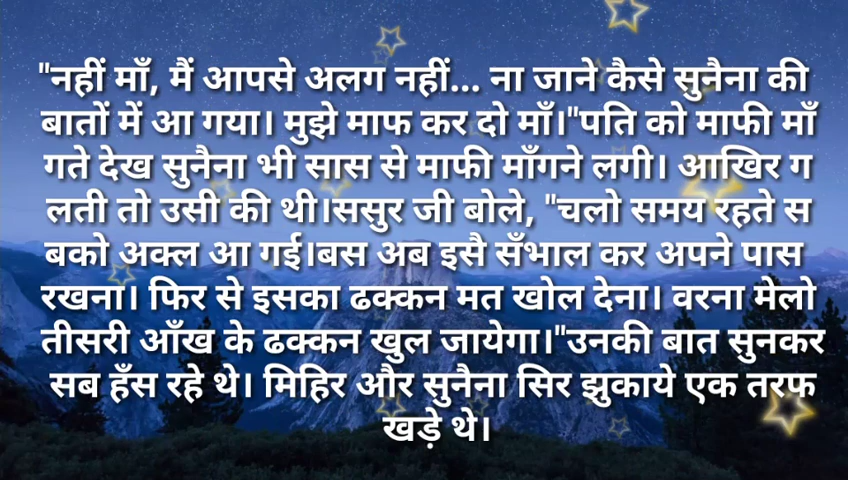 "नहीं माँ, मैं आपसे अलग नहीं... ना जाने कैसे सुनैना की
बातों में आ गया। मुझे माफ कर दो माँ।"पति को माफी माँ
गते देख सुनैना भी सास से माफी माँगने लगी। आखिर ग
लती तो उसी की थी।ससुर जी बोले, "चलो समय रहते स
बको अक्ल आ गई।बस अब इसै सँभाल कर अपने पास
रखना। फिर से इसका ढक्कन मत खोल देना। वरना मेलो
तीसरी आँख के ढक्कन खुल जायेगा।"उनकी बात सुनकर
सब हँस रहे थे। मिहिर और सुनैना सिर झुकाये एक तरफ
खड़े थे।